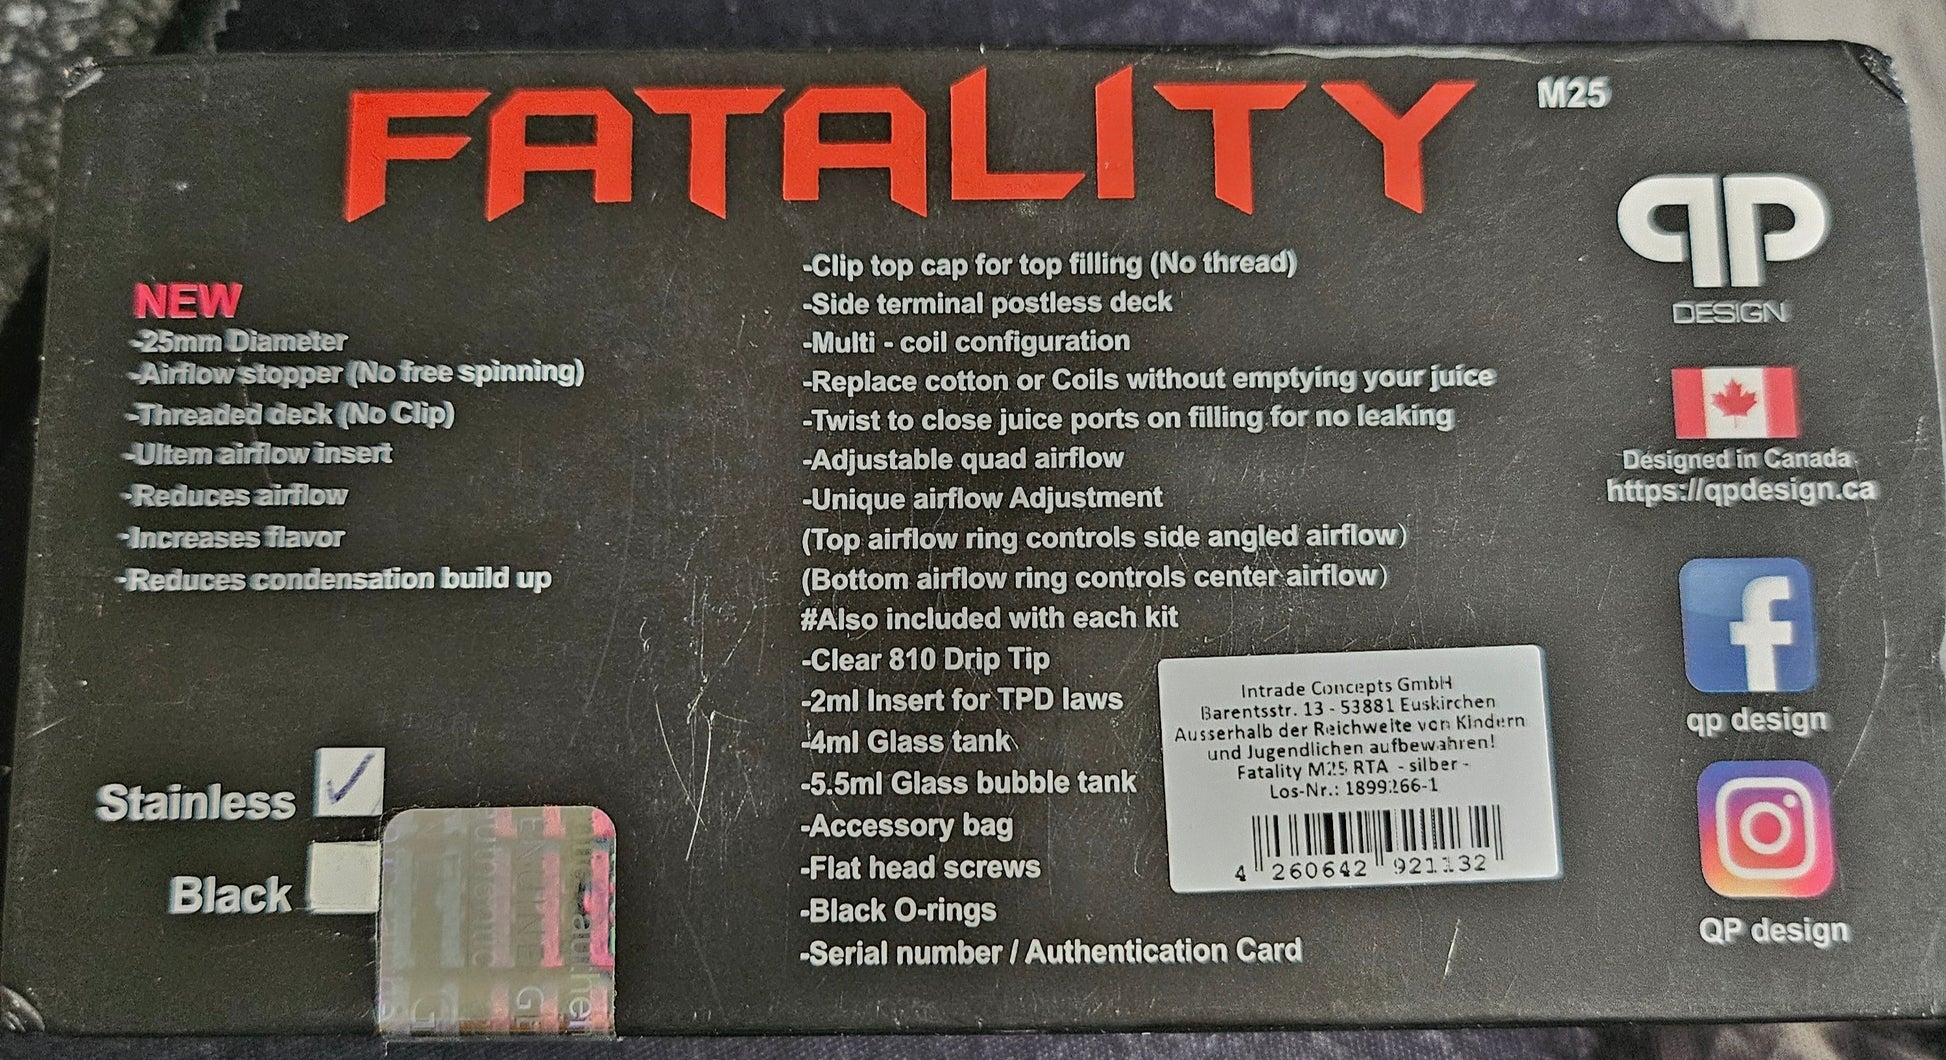 FATALITY
M25
NEW
-25mm Diameter
-Airflow stopper (No free spinning)
-Threaded deck (No Clip)
-Ultem airflow insert
-Reduces airflow
-Increases flavor
-Reduces condensation build up
Stainless
Black
-Clip top cap for top filling (No thread)
-Side terminal postless deck
-Multi - coil configuration
-Replace cotton or Coils without emptying your juice
-Twist to close juice ports on filling for no leaking
-Adjustable quad airflow
-Unique airflow Adjustment
(Top airflow ring controls side angled airflow)
(Bottom airflow ring controls center airflow)
#Also included with each kit
-Clear 810 Drip Tip
-2ml Insert for TPD laws
-4ml Glass tank
-5.5ml Glass bubble tank
-Accessory bag
-Flat head screws
-Black O-rings
-Serial number / Authentication Card
Intrade Concepts GmbH
Barentsstr. 13 - 53881 Euskirchen
Ausserhalb der Reichweite von Kindern
und Jugendlichen aufbewahren!
Fatality M25 RTA - silber -
Los-Nr.: 1899266-1
4 260642 921132
qp
DESIGN
Designed in Canada
https://qpdesign.ca
f
qp design
QP design